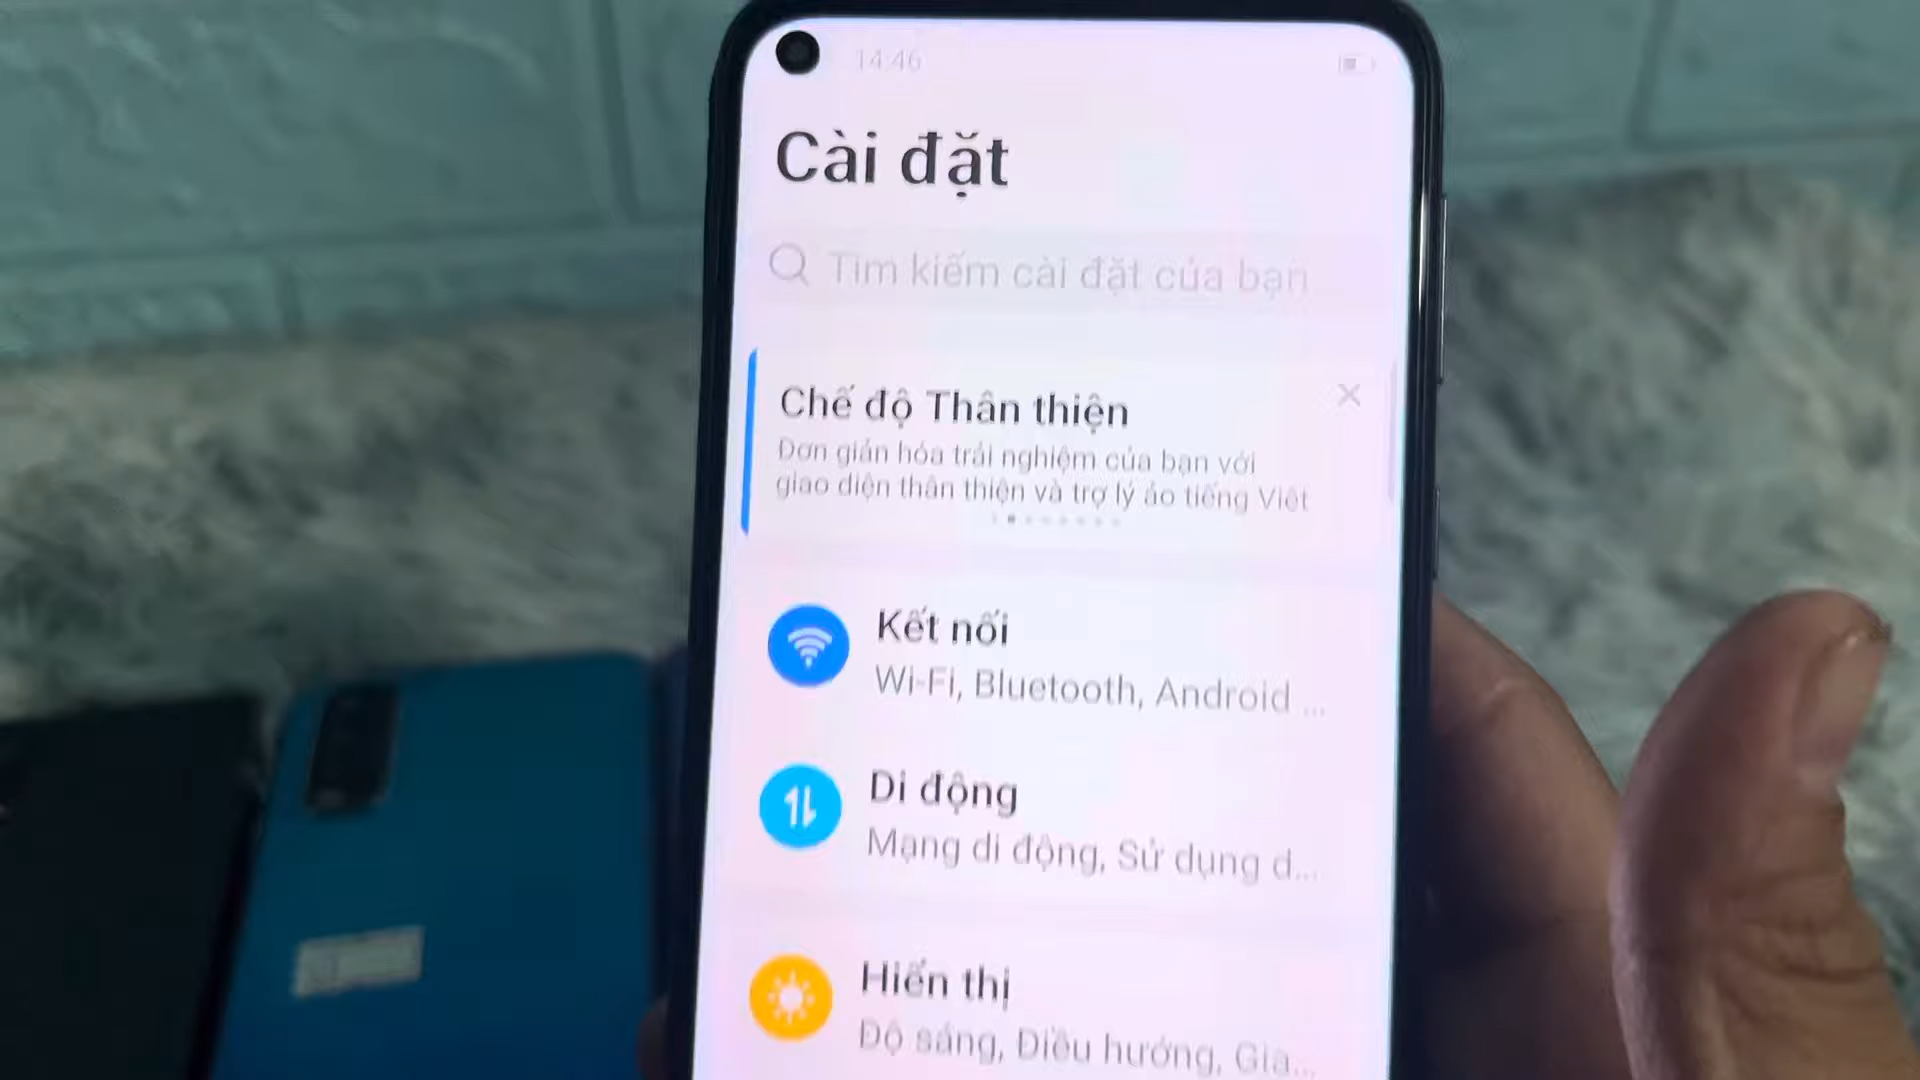 14:46
Cài đặt
Tìm kiếm cài đặt của bạn
Chế độ Thân thiện
Đơn giản hóa trải nghiệm của bạn với
giao diện thân thiện và trợ lý ảo tiếng Việt
Kết nối
Wi-Fi, Bluetooth, Android ...
Di động
Mạng di động, Sử dụng d...
Hiển thị
Độ sáng, Điều hướng, Gia...